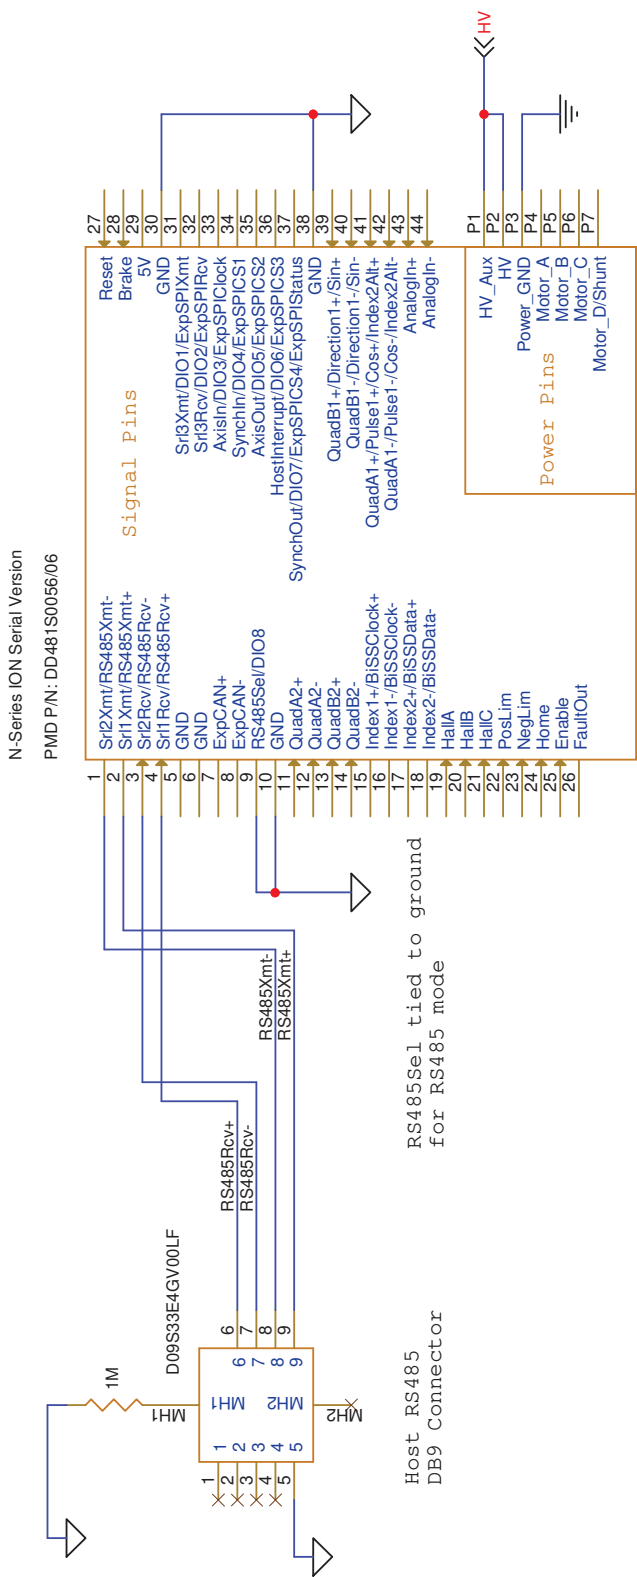 N-Series ION Serial Version
PMD P/N: DD481S0056/06
Signal Pins
Power Pins
1 Srl2Xmt/RS485Xmt-
2 Srl1Xmt/RS485Xmt+
3 Srl2Rcv/RS485Rcv-
4 Srl1Rcv/RS485Rcv+
5 GND
6 GND
7 ExpCAN+
8 ExpCAN-
9 RS485Sel/DIO8
10 GND
11 QuadA2+
12 QuadA2-
13 QuadB2+
14 QuadB2-
15 Index1+/BiSSClock+
16 Index1-/BiSSClock-
17 Index2+/BiSSData+
18 Index2-/BiSSData-
19 HallA
20 HallB
21 HallC
22 PosLim
23 NegLim
24 Home
25 Enable
26 FaultOut
Reset 27
Brake 28
5V 29
GND 30
Srl3Xmt/DIO1/ExpSPIXmt 31
Srl3Rcv/DIO2/ExpSPIRcv 32
AxisIn/DIO3/ExpSPIClock 33
SynchIn/DIO4/ExpSPICS1 34
AxisOut/DIO5/ExpSPICS2 35
HostInterrupt/DIO6/ExpSPICS3 36
SynchOut/DIO7/ExpSPICS4/ExpSPIStatus 37
GND 38
QuadB1+/Direction1+/Sin+ 39
QuadB1-/Direction1-/Sin- 40
QuadA1+/Pulse1+/Cos+/Index2Alt+ 41
QuadA1-/Pulse1-/Cos-/Index2Alt- 42
AnalogIn+ 43
AnalogIn- 44
HV_Aux P1
HV P2
Power_GND P3
Motor_A P4
Motor_B P5
Motor_C P6
Motor_D/Shunt P7
HV
RS485Xmt-
RS485Xmt+
RS485Rcv+
RS485Rcv-
RS485Sel tied to ground
for RS485 mode
D09S33E4GV00LF
1M
MH1
MH1
MH2
MH2
1 1
2 2
3 3
4 4
5 5
6 6
7 7
8 8
9 9
Host RS485
DB9 Connector